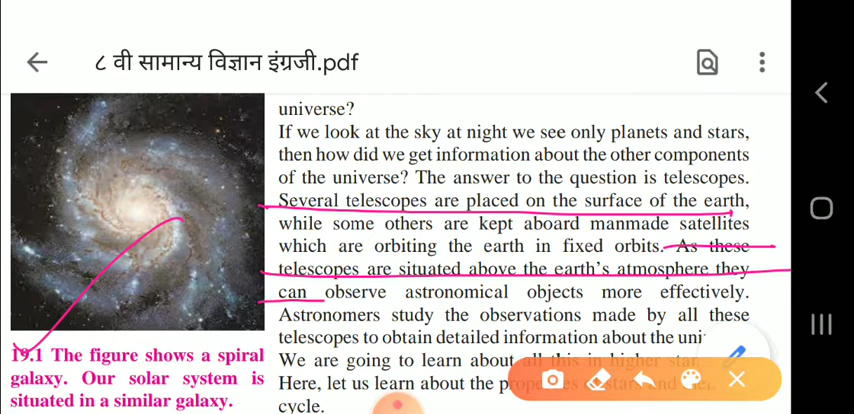 ८ वी सामान्य विज्ञान इंग्रजी.pdf
universe?
If we look at the sky at night we see only planets and stars,
then how did we get information about the other components
of the universe? The answer to the question is telescopes.
Several telescopes are placed on the surface of the earth,
while some others are kept aboard manmade satellites
which are orbiting the earth in fixed orbits. As these
telescopes are situated above the earth's atmosphere they
can observe astronomical objects more effectively.
Astronomers study the observations made by all these
telescopes to obtain detailed information about the
We are going to learn about all this in higher
Here, let us learn about the
cycle.
19.1 The figure shows a spiral
galaxy. Our solar system is
situated in a similar galaxy.